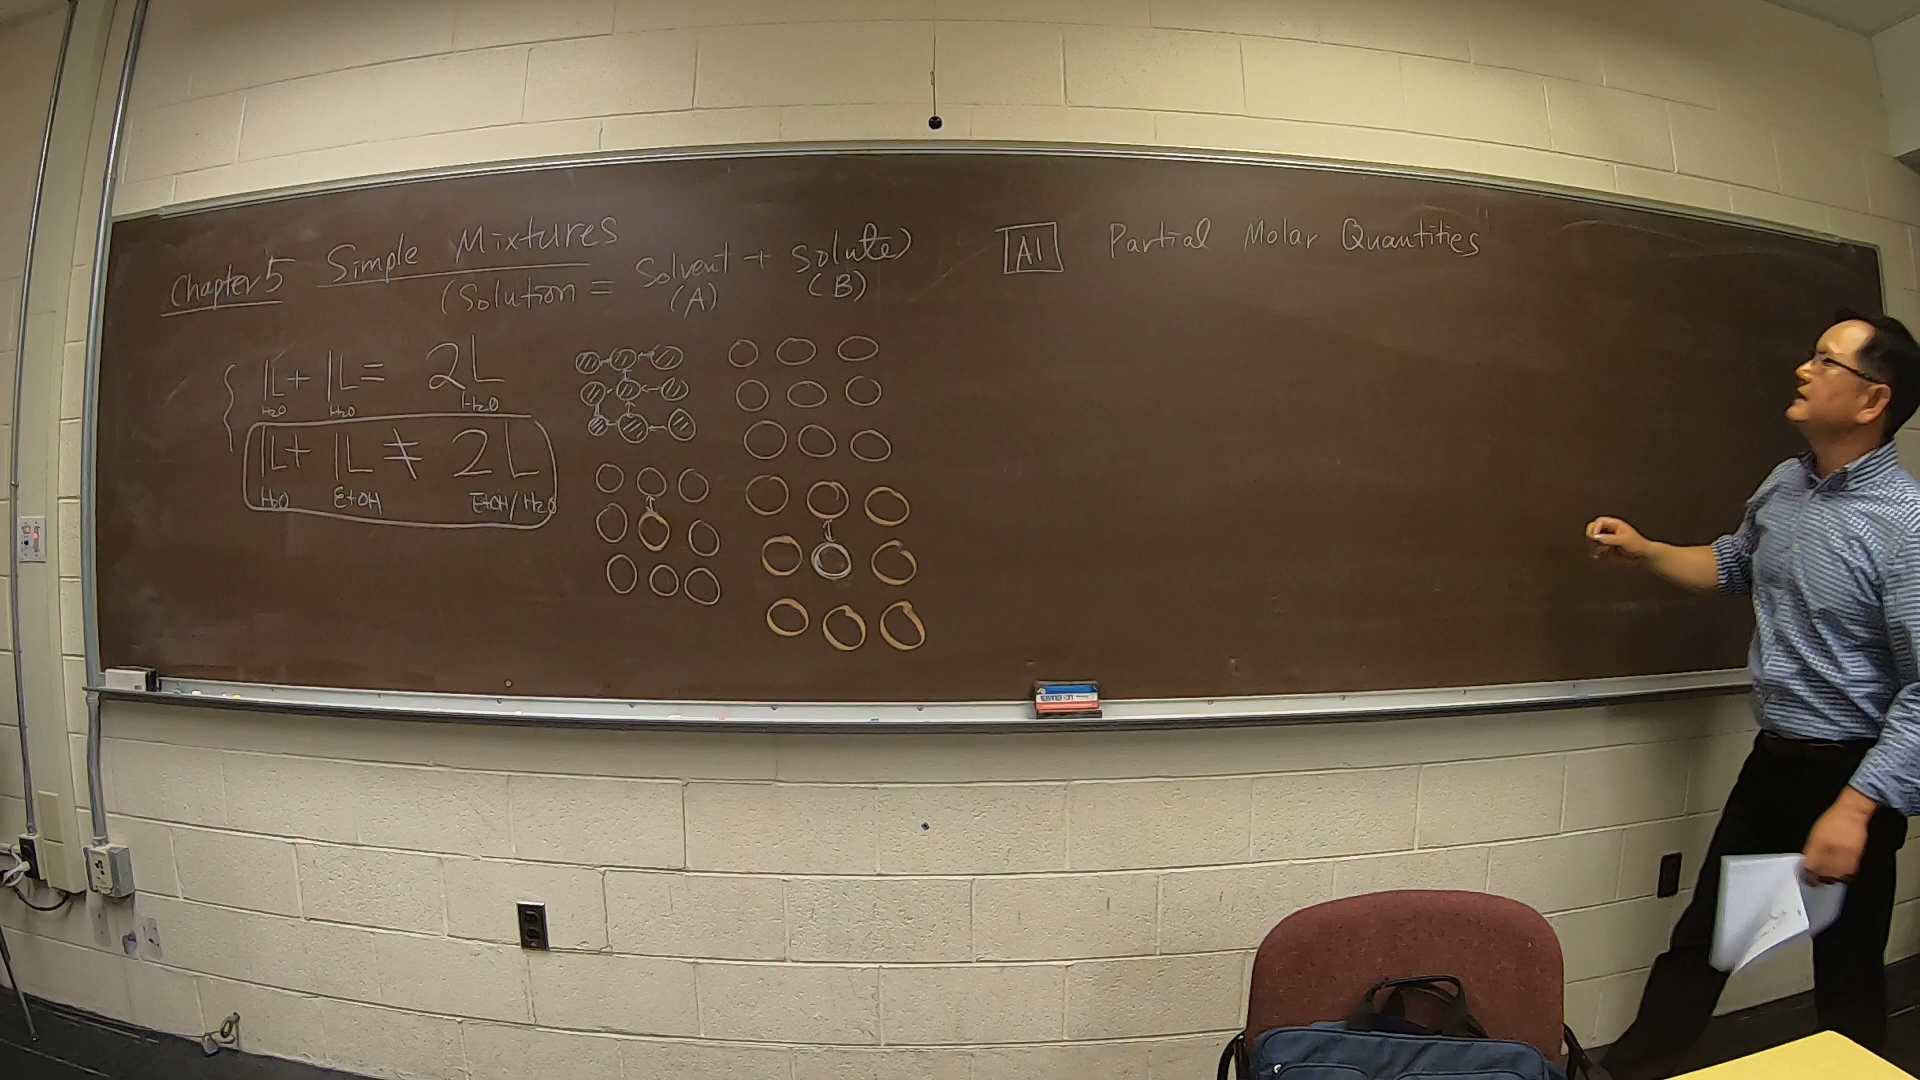 Chapter 5 Simple Mixtures
(Solution = Solvent + Solute)
(A) (B)
1L + 1L = 2L
H2O H2O H2O
1L + 1L ≠ 2L
H2O EtOH EtOH/H2O
A1 Partial Molar Quantities